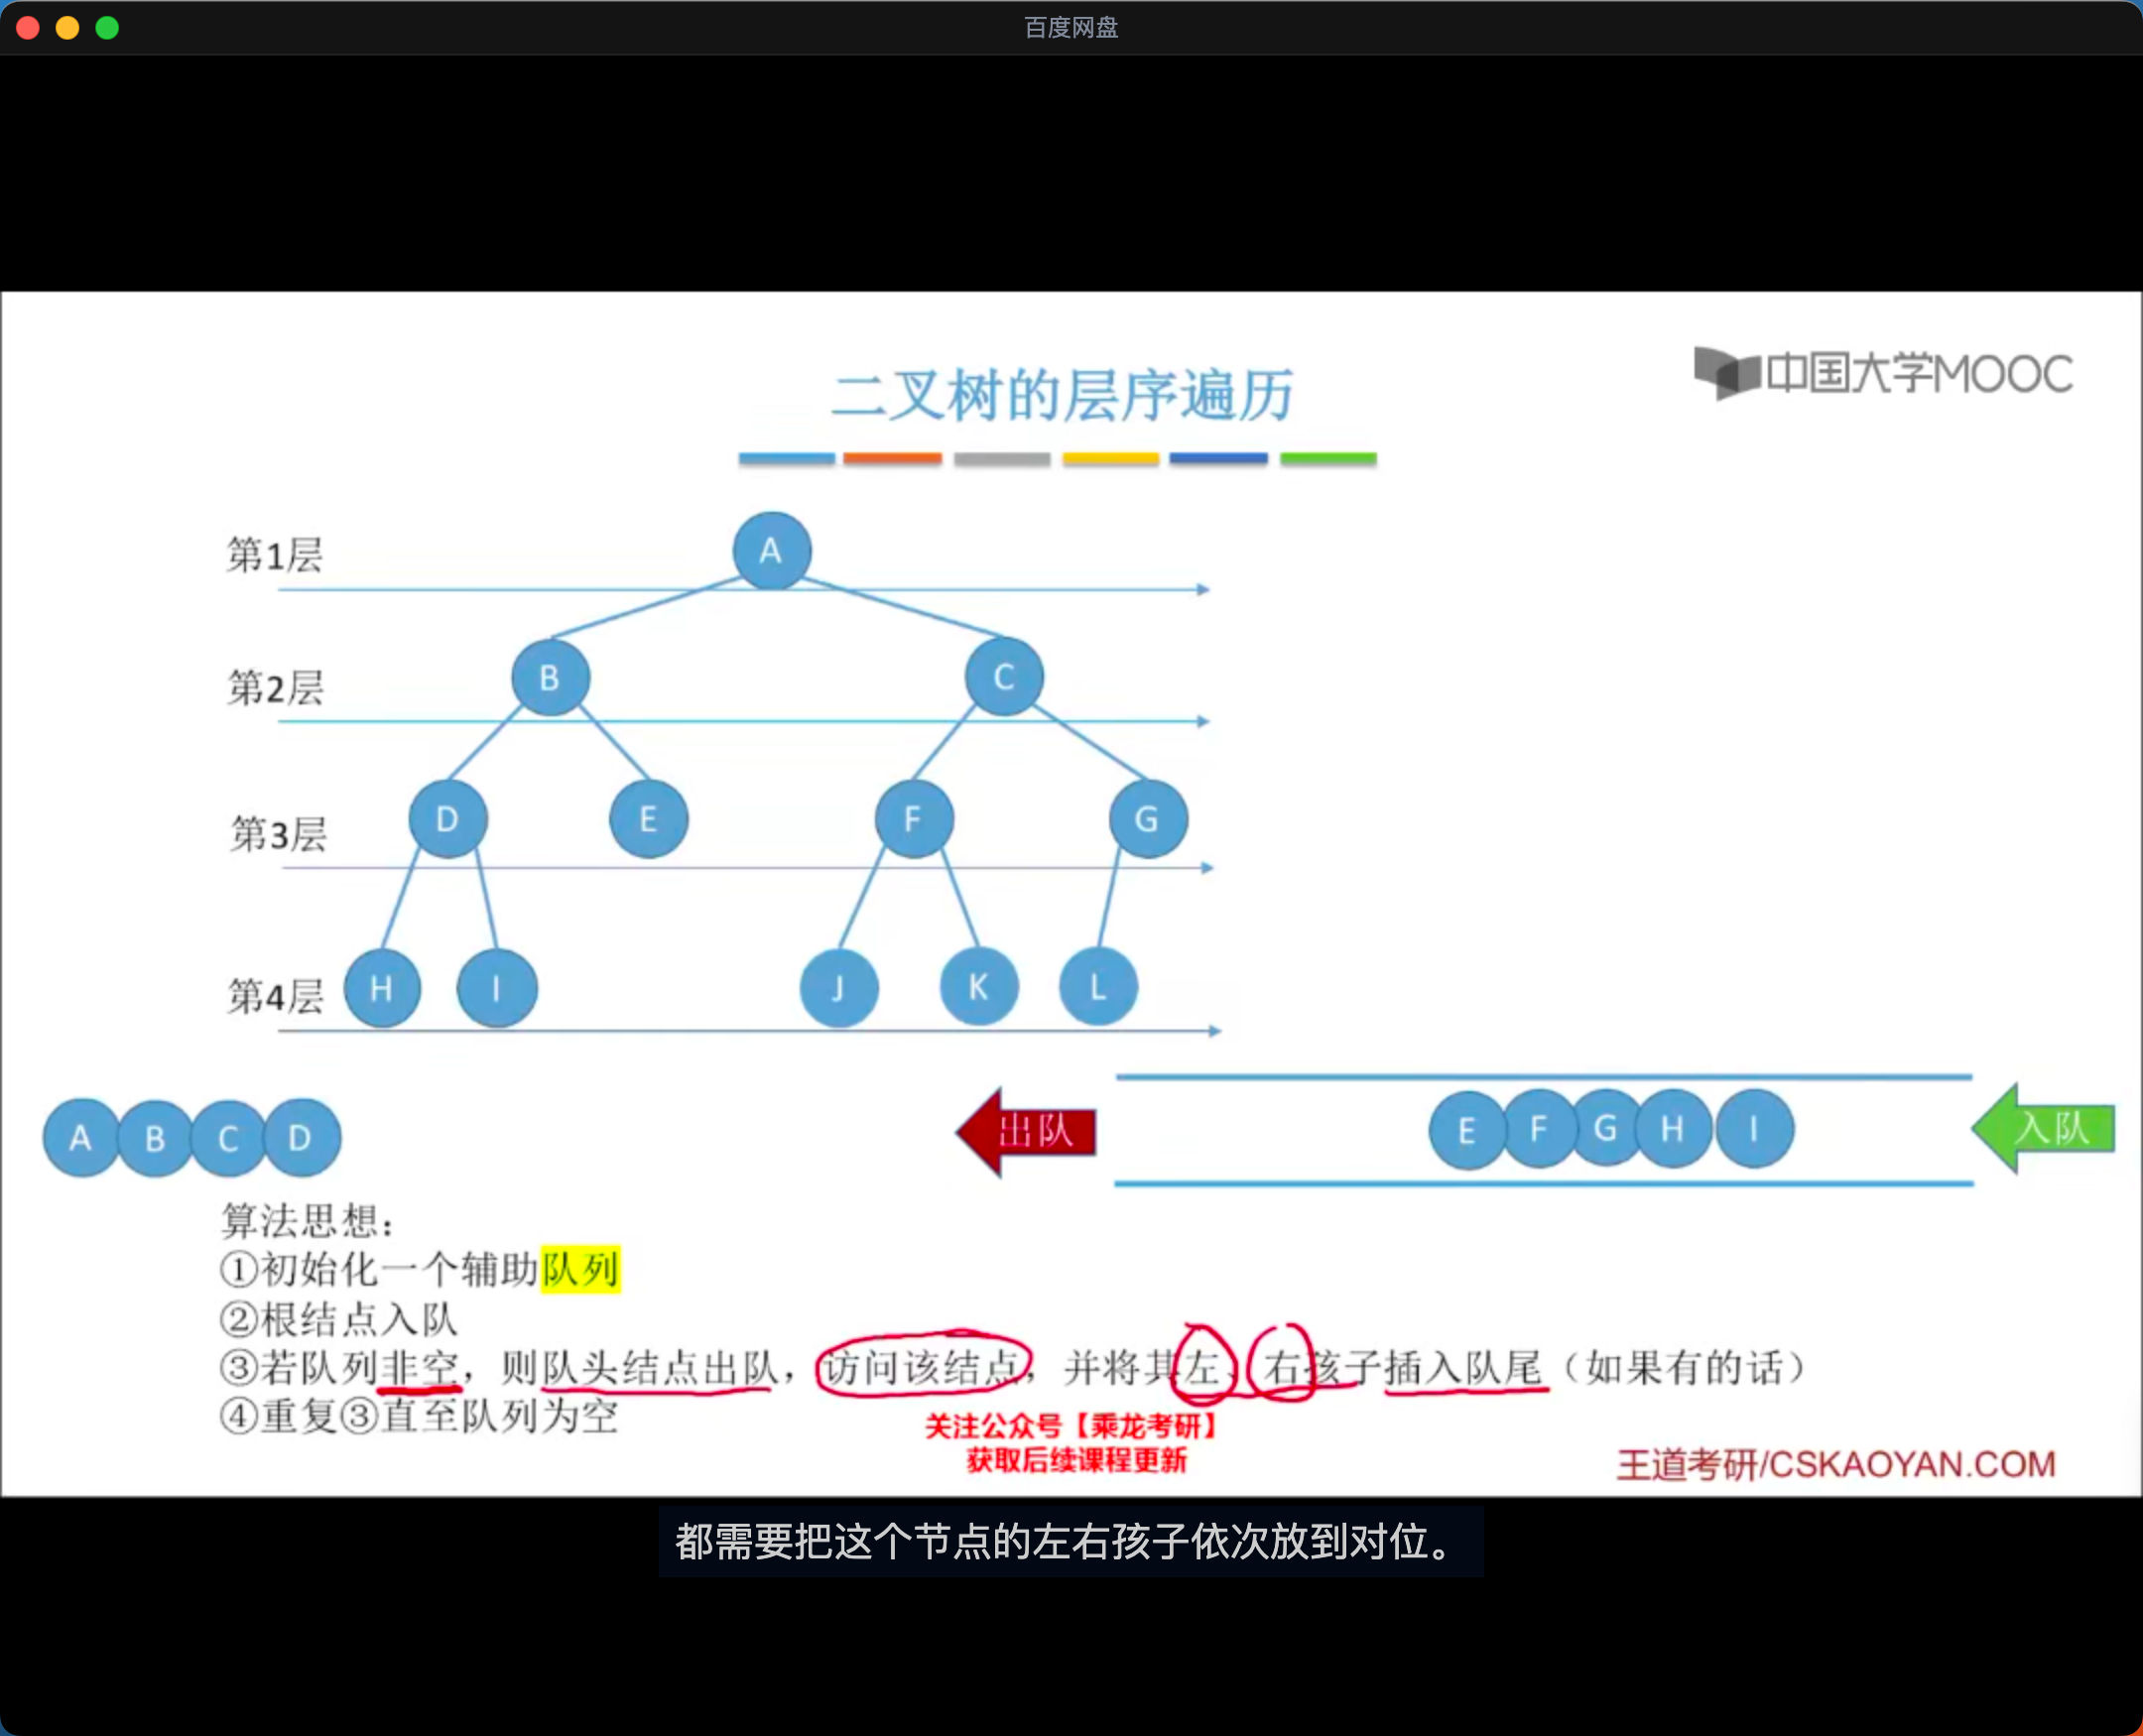 百度网盘
中国大学MOOC
二叉树的层序遍历
第1层
A
第2层
B C
第3层
D E F G
第4层
H I J K L
A B C D
出队
E F G H I
入队
算法思想：
①初始化一个辅助队列
②根结点入队
③若队列非空，则队头结点出队，访问该结点，并将其左、右孩子插入队尾（如果有的话）
④重复③直至队列为空
关注公众号【乘龙考研】
获取后续课程更新
王道考研/CSKAOYAN.COM
都需要把这个节点的左右孩子依次放到对位。